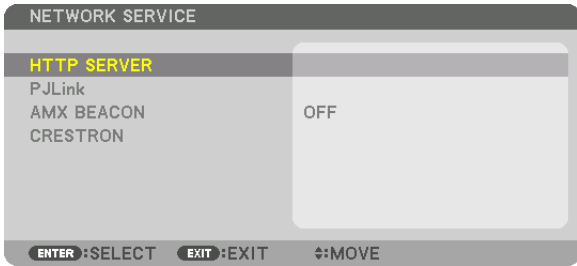 NETWORK SERVICE
HTTP SERVER
PJLink
AMX BEACON OFF
CRESTRON
ENTER :SELECT EXIT :EXIT :MOVE